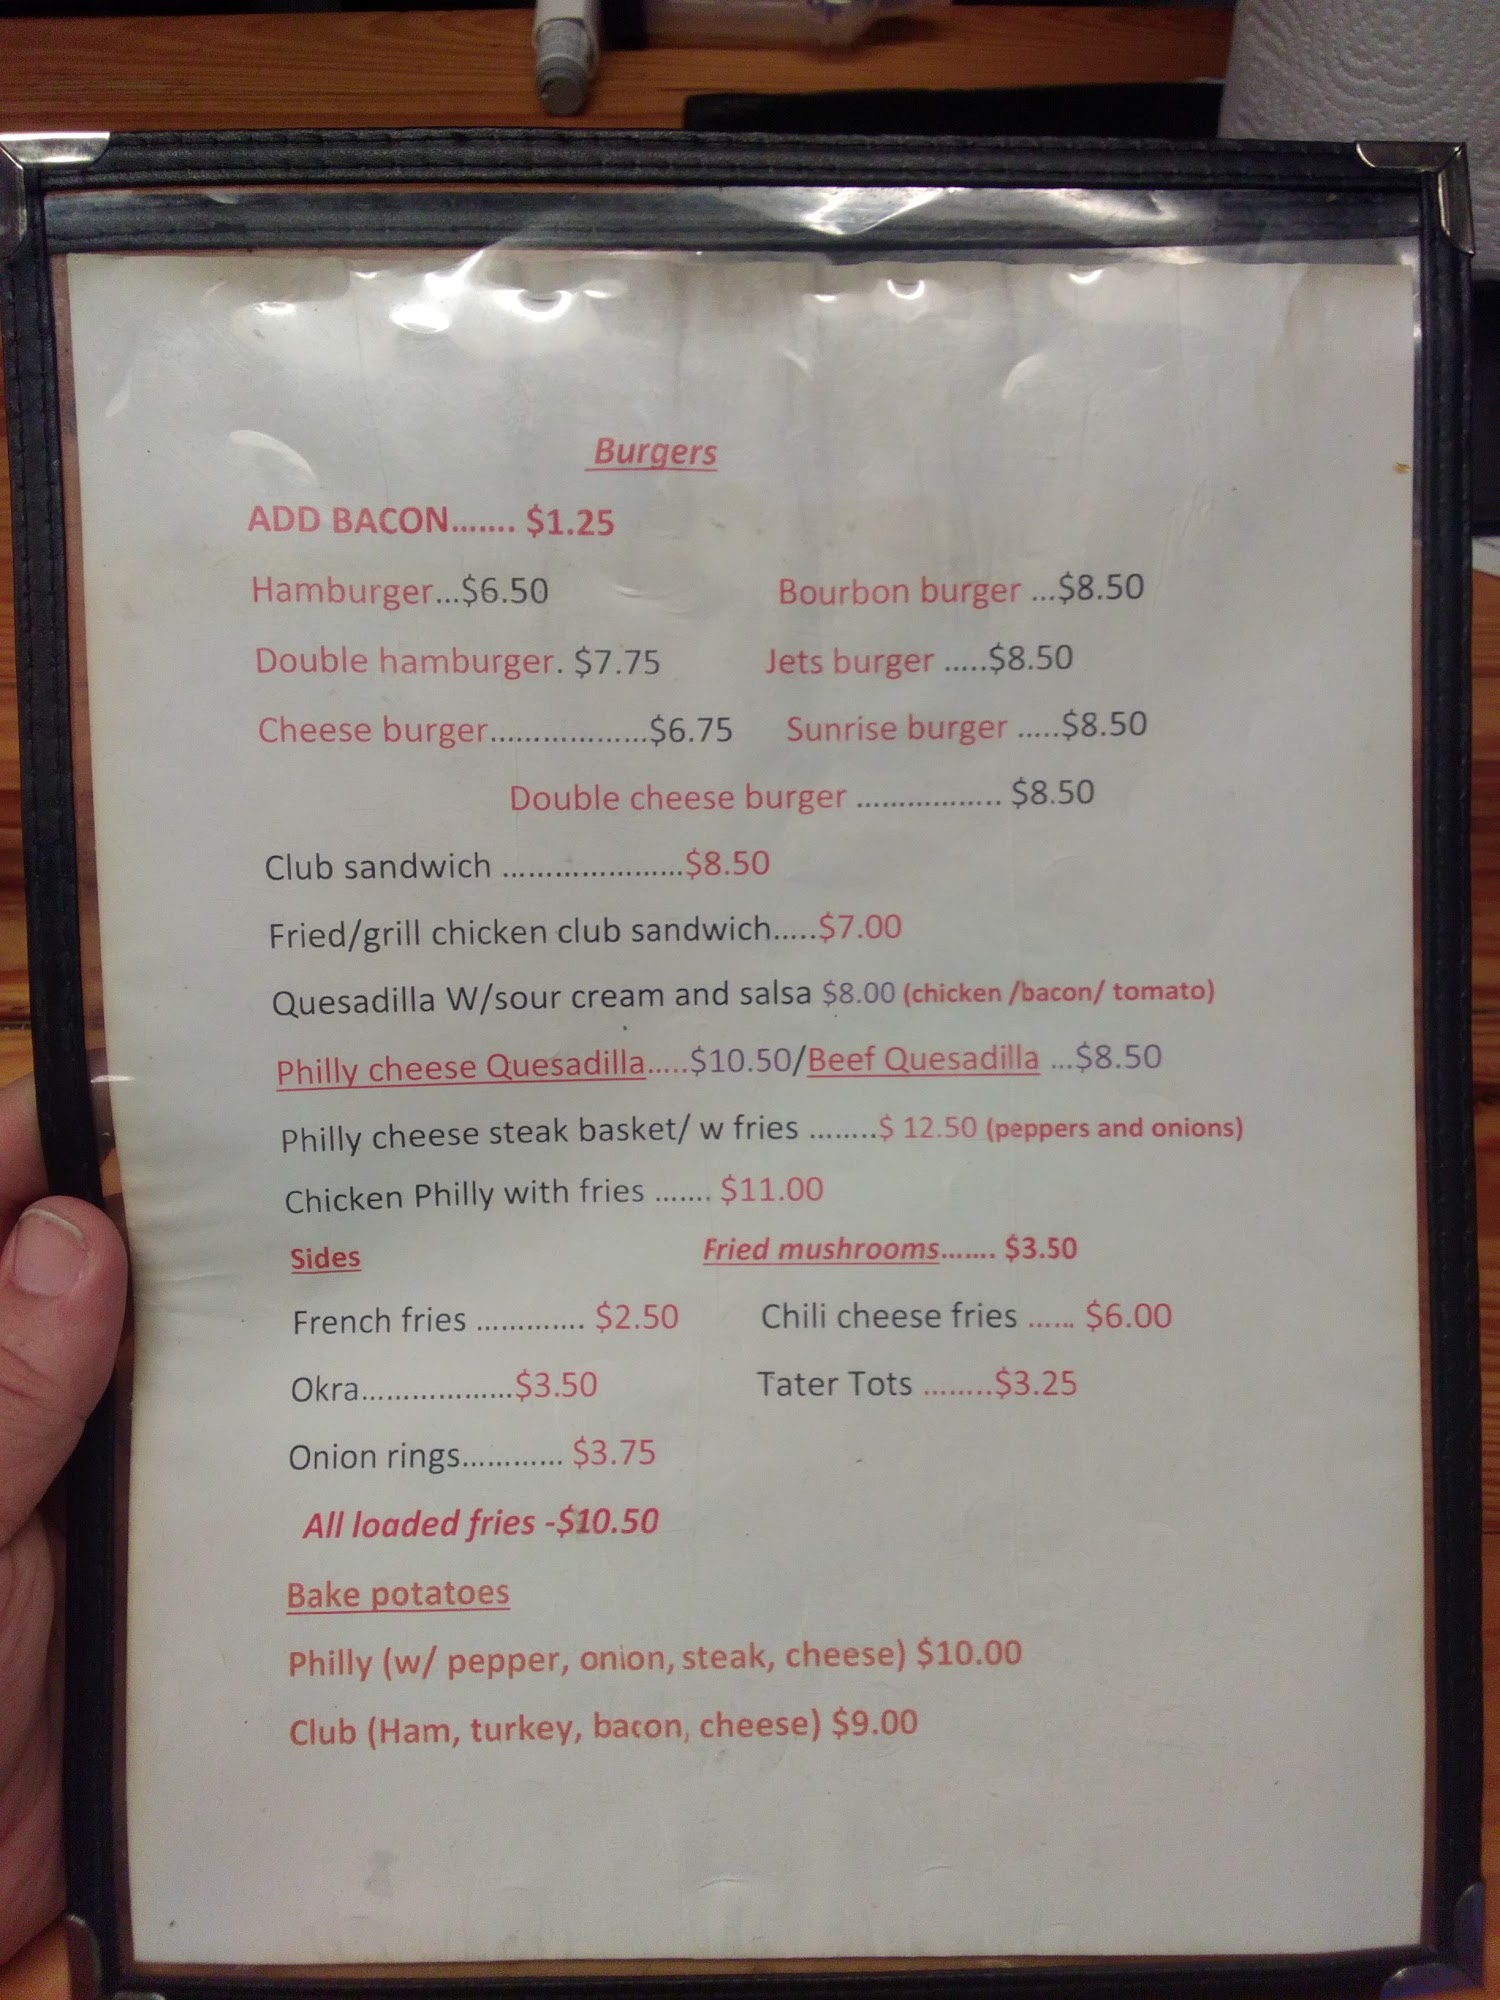 Burgers
ADD BACON....... $1.25
Hamburger...$6.50 Bourbon burger ...$8.50
Double hamburger. $7.75 Jets burger .....$8.50
Cheese burger...................$6.75 Sunrise burger .....$8.50
Double cheese burger ................. $8.50
Club sandwich .....................$8.50
Fried/grill chicken club sandwich.....$7.00
Quesadilla W/sour cream and salsa $8.00 (chicken /bacon/ tomato)
Philly cheese Quesadilla.....$10.50/Beef Quesadilla ...$8.50
Philly cheese steak basket/ w fries ........$ 12.50 (peppers and onions)
Chicken Philly with fries ....... $11.00
Sides Fried mushrooms....... $3.50
French fries ............. $2.50 Chili cheese fries ...... $6.00
Okra..................$3.50 Tater Tots ........$3.25
Onion rings............ $3.75
All loaded fries -$10.50
Bake potatoes
Philly (w/ pepper, onion, steak, cheese) $10.00
Club (Ham, turkey, bacon, cheese) $9.00